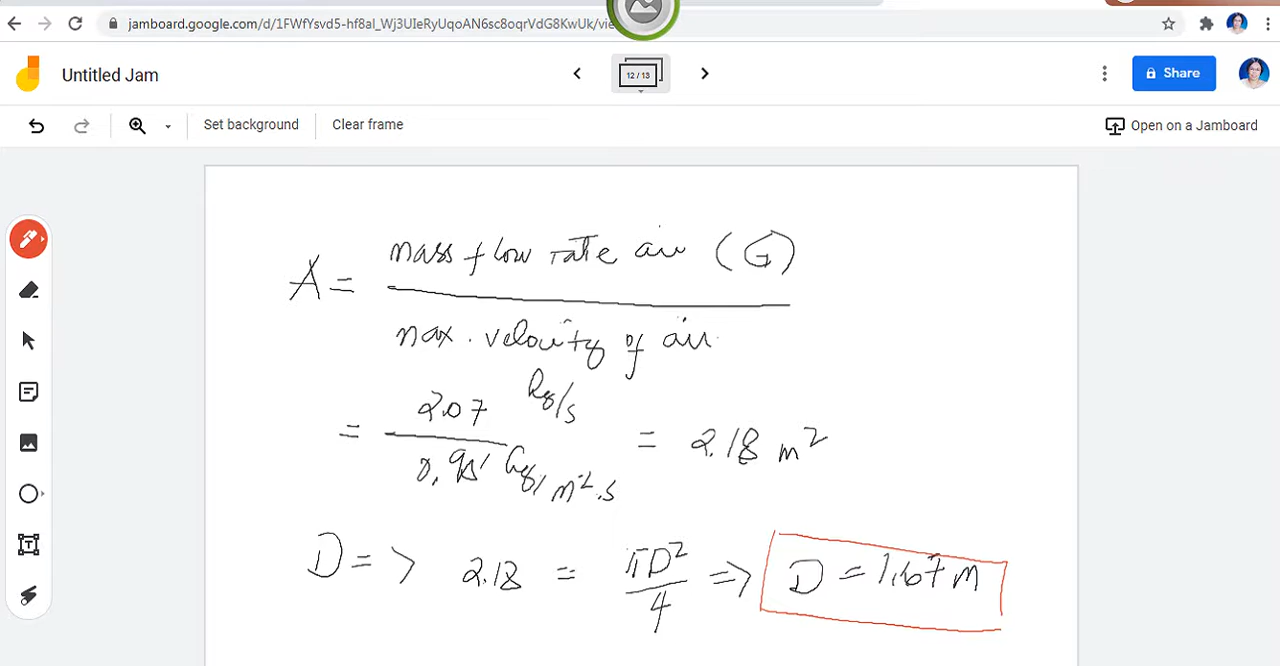 jamboard.google.com/d/1FWfYsvd5-hf8al_Wj3UIeRyUqoAN6sc8oqrVdG8KwUk/vie
Untitled Jam
12 / 13
Share
Set background
Clear frame
Open on a Jamboard
A = mass flow rate air (G)
max. velocity of air.
= 2.07 kg/s
0.95 kg/m².s
= 2.18 m²
D => 2.18 = πD²/4 => D = 1.67 m